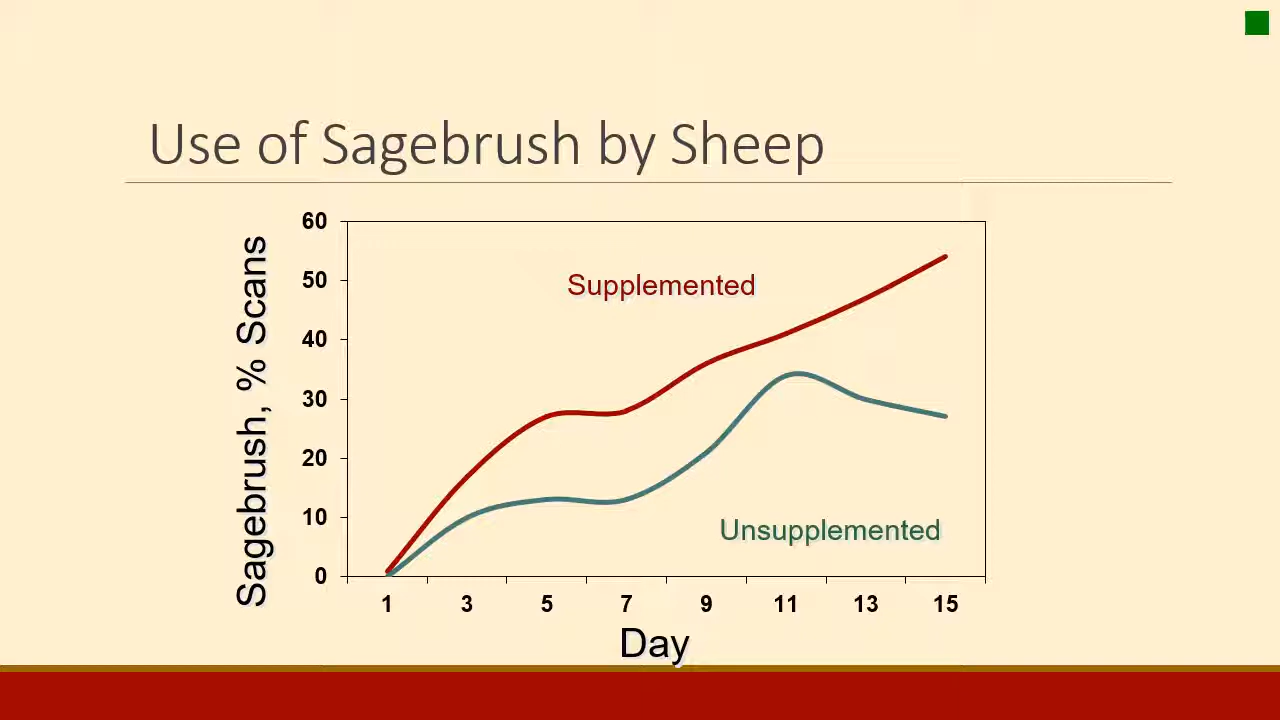 Use of Sagebrush by Sheep
Sagebrush, % Scans
60
50
40
30
20
10
0
Supplemented
Unsupplemented
1 3 5 7 9 11 13 15
Day